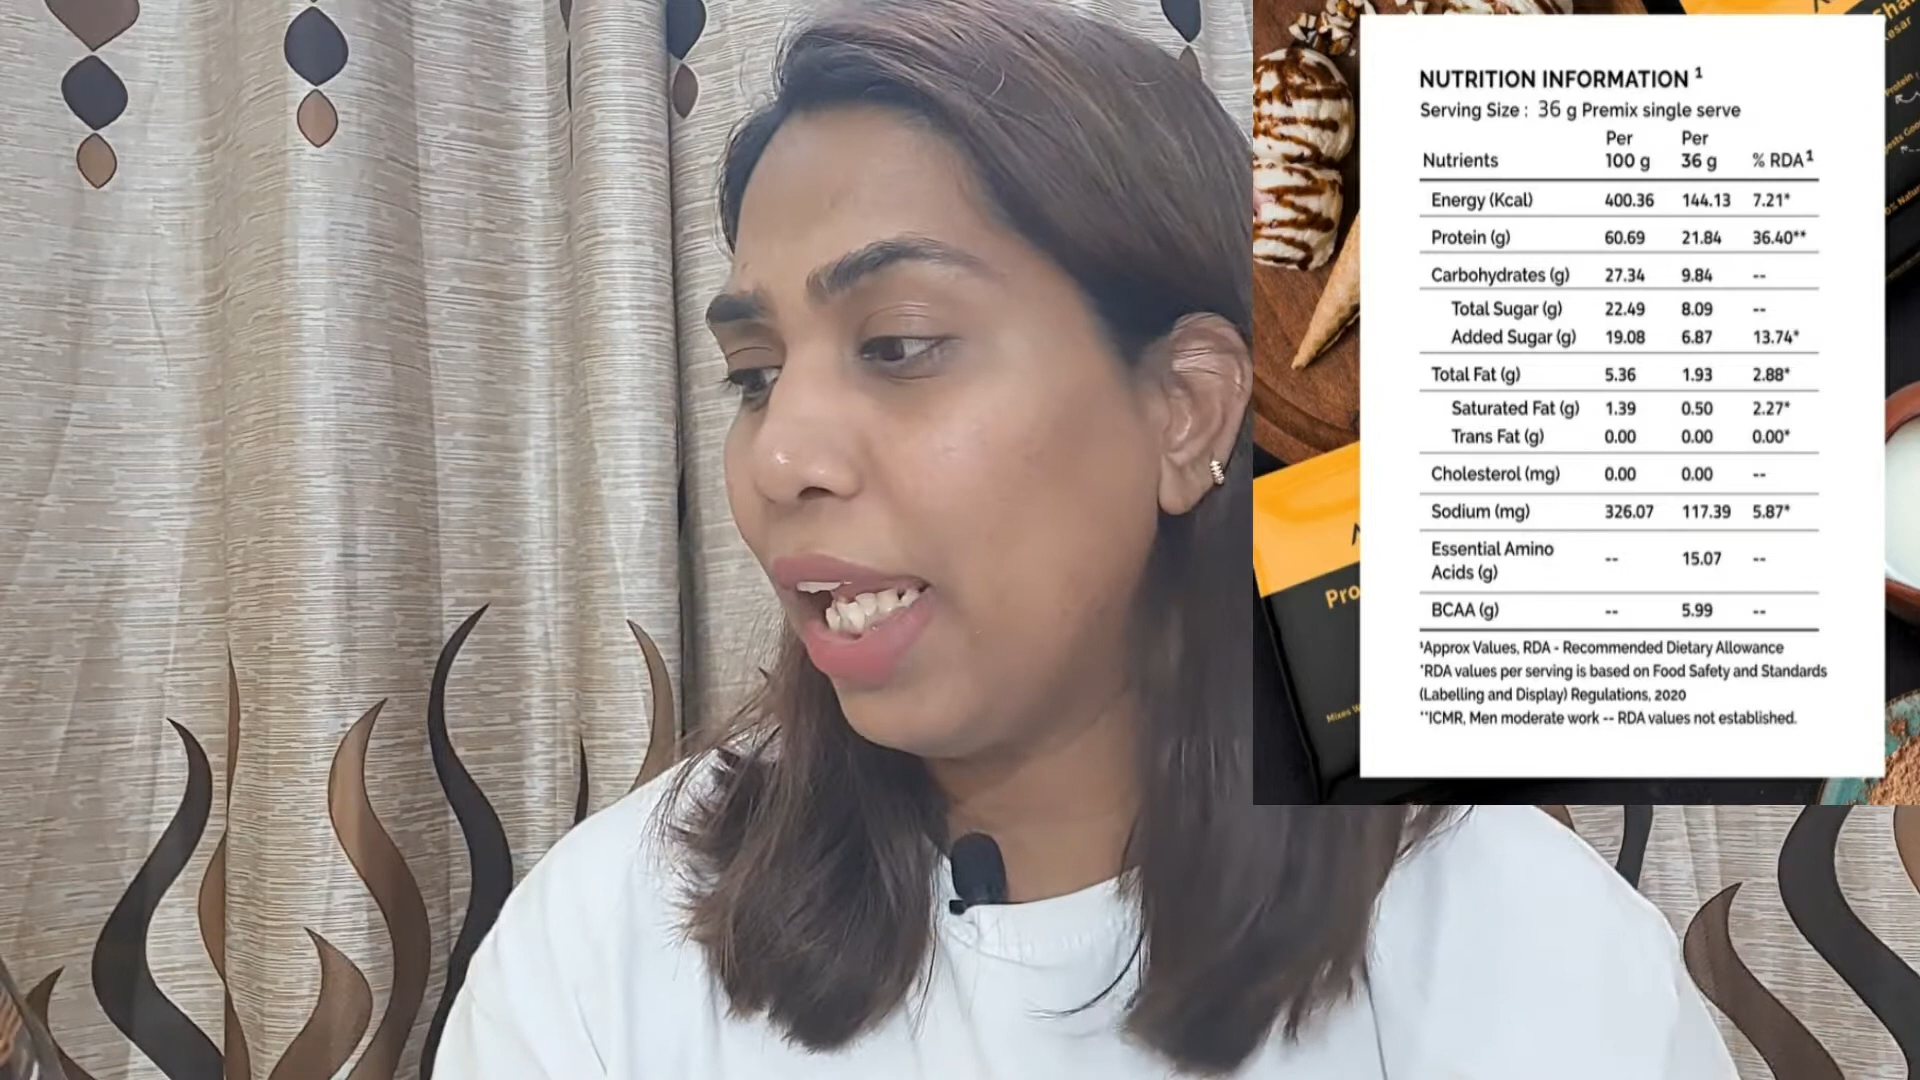 NUTRITION INFORMATION 1
Serving Size : 36 g Premix single serve
Nutrients Per 100 g Per 36 g % RDA1
Energy (Kcal) 400.36 144.13 7.21*
Protein (g) 60.69 21.84 36.40**
Carbohydrates (g) 27.34 9.84 --
Total Sugar (g) 22.49 8.09 --
Added Sugar (g) 19.08 6.87 13.74*
Total Fat (g) 5.36 1.93 2.88*
Saturated Fat (g) 1.39 0.50 2.27*
Trans Fat (g) 0.00 0.00 0.00*
Cholesterol (mg) 0.00 0.00 --
Sodium (mg) 326.07 117.39 5.87*
Essential Amino Acids (g) -- 15.07 --
BCAA (g) -- 5.99 --
¹Approx Values, RDA - Recommended Dietary Allowance
*RDA values per serving is based on Food Safety and Standards
(Labelling and Display) Regulations, 2020
**ICMR, Men moderate work -- RDA values not established.
Pro
Protein